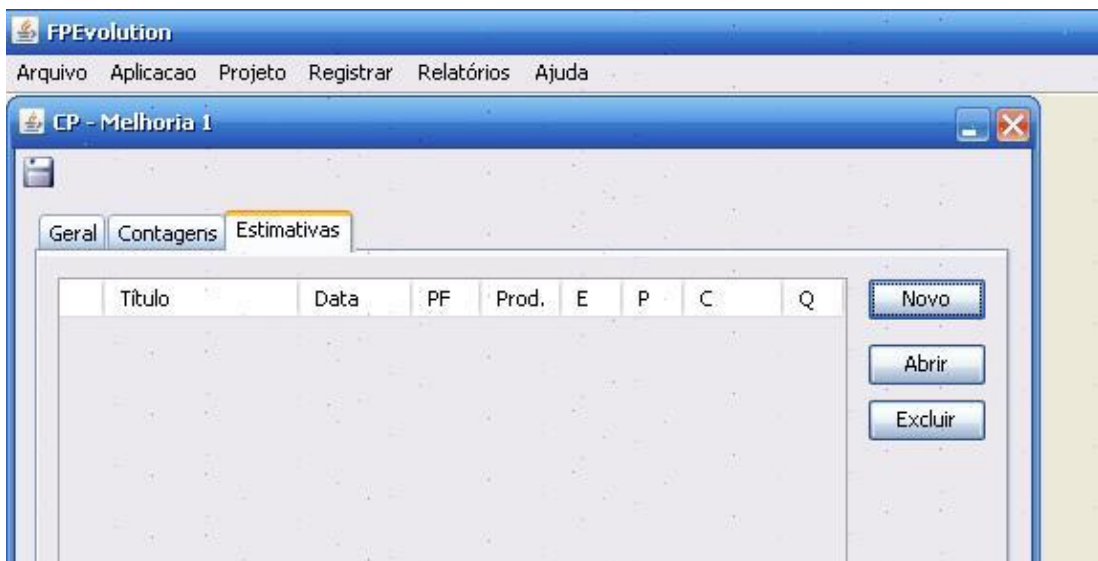 FPEvolution
Arquivo Aplicacao Projeto Registrar Relatórios Ajuda
CP - Melhoria 1
Geral Contagens Estimativas
Título Data PF Prod. E P C Q
Novo
Abrir
Excluir